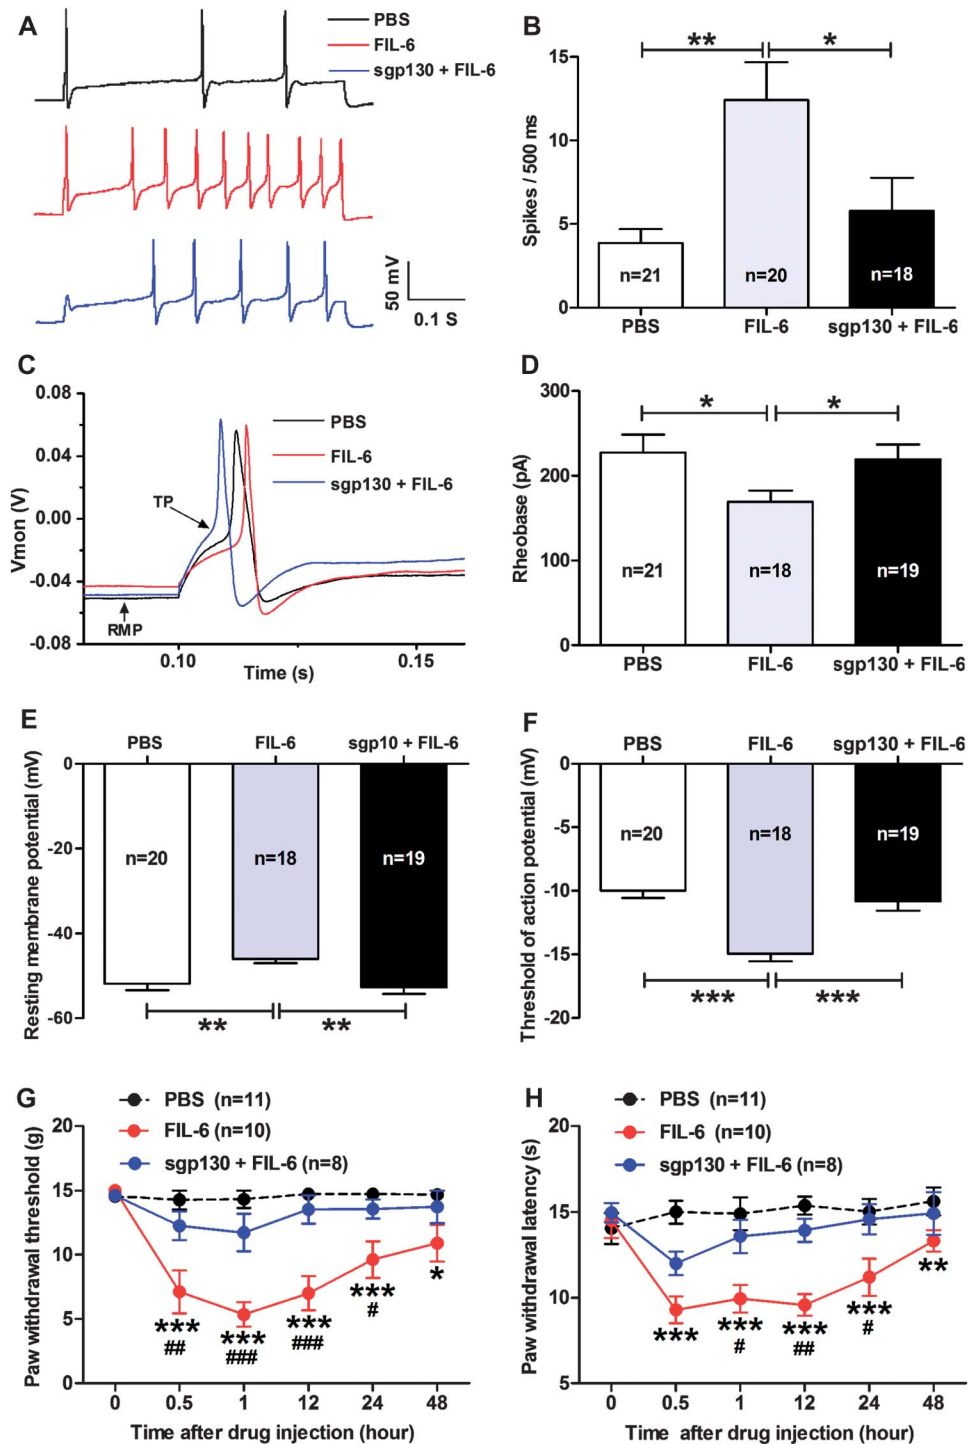 A
PBS
FIL-6
sgp130 + FIL-6
50 mV
0.1 S
B
** *
15
10
5
0
Spikes / 500 ms
n=21
n=20
n=18
PBS
FIL-6
sgp130 + FIL-6
C
0.08
0.04
0.00
-0.04
-0.08
Vmon (V)
PBS
FIL-6
sgp130 + FIL-6
TP
RMP
0.10
0.15
Time (s)
D
* *
300
200
100
0
Rheobase (pA)
n=21
n=18
n=19
PBS
FIL-6
sgp130 + FIL-6
E
PBS
FIL-6
sgp10 + FIL-6
0
-20
-40
-60
Resting membrane potential (mV)
n=20
n=18
n=19
** **
F
PBS
FIL-6
sgp130 + FIL-6
0
-5
-10
-15
-20
Threshold of action potential (mV)
n=20
n=18
n=19
*** ***
G
PBS (n=11)
FIL-6 (n=10)
sgp130 + FIL-6 (n=8)
20
15
10
5
0
Paw withdrawal threshold (g)
***
##
***
###
***
###
***
#
*
0 0.5 1 12 24 48
Time after drug injection (hour)
H
PBS (n=11)
FIL-6 (n=10)
sgp130 + FIL-6 (n=8)
20
15
10
5
Paw withdrawal latency (s)
***
***
#
***
##
***
#
**
0 0.5 1 12 24 48
Time after drug injection (hour)